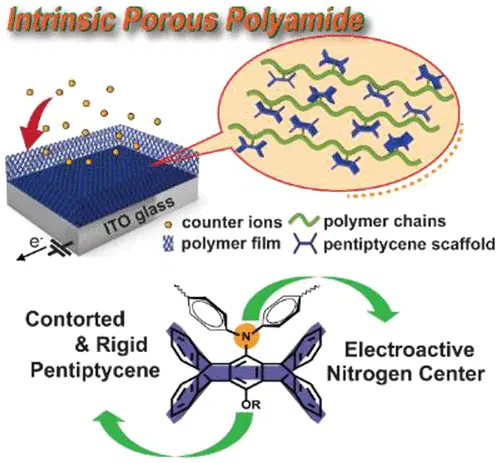 Intrinsic Porous Polyamide
ITO glass
e-
counter ions
polymer chains
polymer film
pentiptycene scaffold
Contorted
& Rigid
Pentiptycene
N
Electroactive
Nitrogen Center
OR